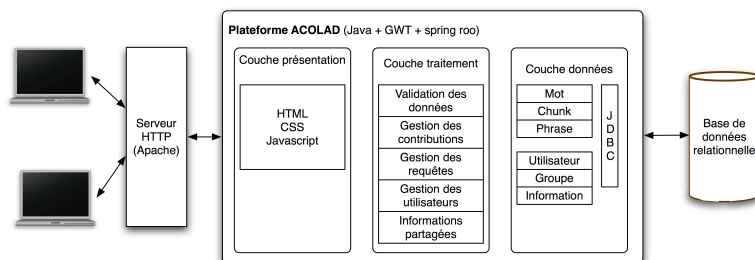 Plateforme ACOLAD (Java + GWT + spring roo)
Serveur
HTTP
(Apache)
Couche présentation
HTML
CSS
Javascript
Couche traitement
Validation des
données
Gestion des
contributions
Gestion des
requêtes
Gestion des
utilisateurs
Informations
partagées
Couche données
Mot
Chunk
Phrase
Utilisateur
Groupe
Information
J
D
B
C
Base de
données
relationnelle